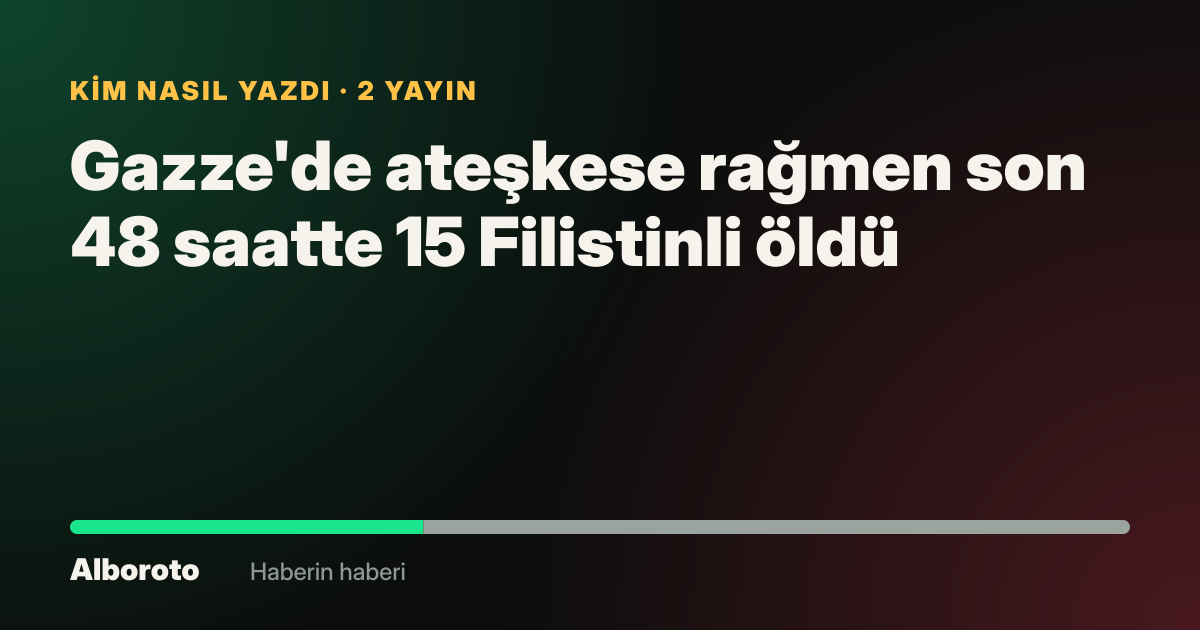 KİM NASIL YAZDI · 2 YAYIN
Gazze'de ateşkese rağmen son
48 saatte 15 Filistinli öldü
Alboroto
Haberin haberi